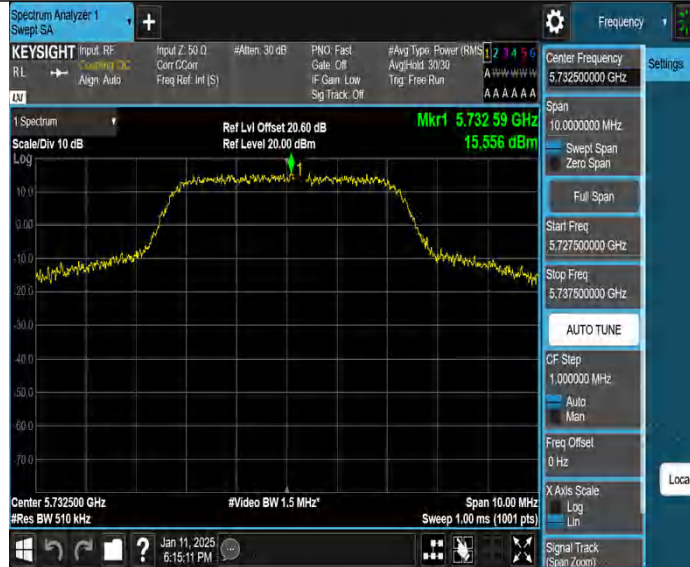 Spectrum Analyzer 1
Swept SA
+
Frequency
KEYSIGHT
RL
LXI
Input: RF
Coupling: DC
Align: Auto
Input Z: 50 Ω
Corr CCorr
Freq Ref: Int (S)
#Atten: 30 dB
PNO: Fast
Gate: Off
IF Gain: Low
Sig Track: Off
#Avg Type: Power (RMS
Avg|Hold: 30/30
Trig: Free Run
1 2 3 4 5 6
A W W W W W
A A A A A A
1 Spectrum
Scale/Div 10 dB
Log
Ref Lvl Offset 20.60 dB
Ref Level 20.00 dBm
Mkr1 5.732 59 GHz
15.556 dBm
1
10.0
0.00
-10.0
-20.0
-30.0
-40.0
-50.0
-60.0
-70.0
Center 5.732500 GHz
#Res BW 510 kHz
#Video BW 1.5 MHz*
Span 10.00 MHz
Sweep 1.00 ms (1001 pts)
?
Jan 11, 2025
6:15:11 PM
Center Frequency
5.732500000 GHz
Settings
Span
10.0000000 MHz
Swept Span
Zero Span
Full Span
Start Freq
5.727500000 GHz
Stop Freq
5.737500000 GHz
AUTO TUNE
CF Step
1.000000 MHz
Auto
Man
Freq Offset
0 Hz
X Axis Scale
Log
Lin
Signal Track
(Span Zoom)
Loca